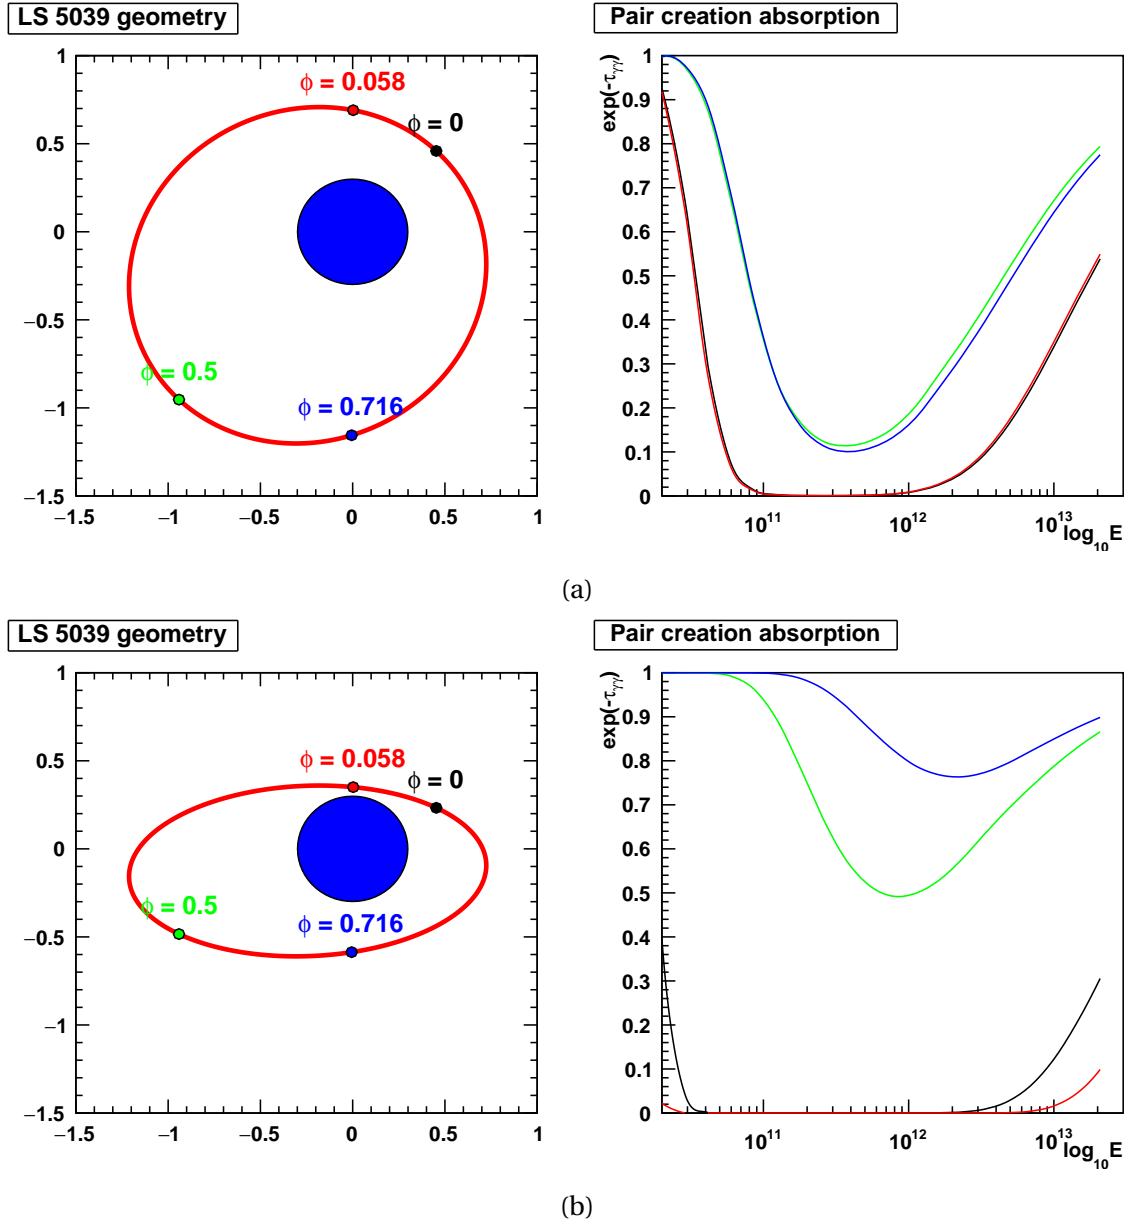 LS 5039 geometry
Pair creation absorption
exp(-τγγ)
1
0.5
0
−0.5
−1
−1.5
−1.5
−1
−0.5
0
0.5
1
ϕ = 0.058
ϕ = 0
ϕ = 0.5
ϕ = 0.716
1
0.9
0.8
0.7
0.6
0.5
0.4
0.3
0.2
0.1
0
10¹¹
10¹²
10¹³
log₁₀E
(a)
LS 5039 geometry
Pair creation absorption
exp(-τγγ)
1
0.5
0
−0.5
−1
−1.5
−1.5
−1
−0.5
0
0.5
1
ϕ = 0.058
ϕ = 0
ϕ = 0.5
ϕ = 0.716
1
0.9
0.8
0.7
0.6
0.5
0.4
0.3
0.2
0.1
0
10¹¹
10¹²
10¹³
log₁₀E
(b)